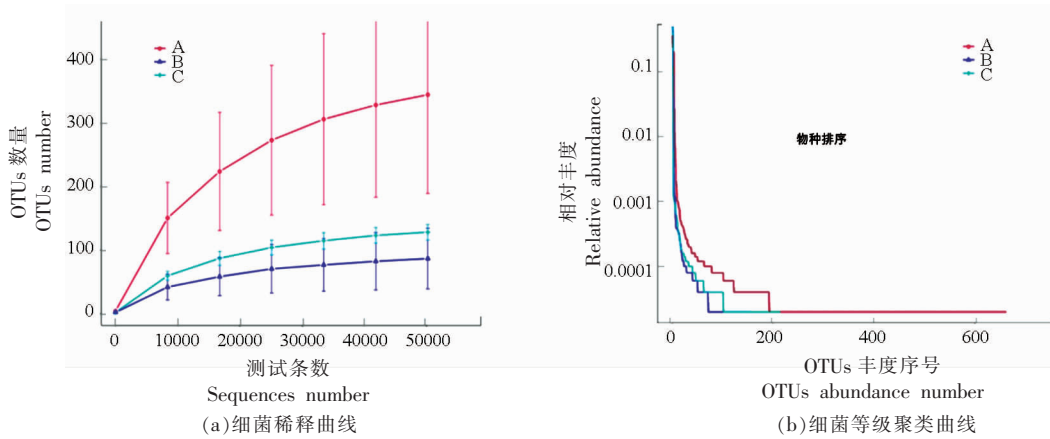 400
300
200
100
0
OTUs 数量
OTUs number
A
B
C
0
10000
20000
30000
40000
50000
测试条数
Sequences number
(a)细菌稀释曲线
0.1
0.01
0.001
0.0001
相对丰度
Relative abundance
A
B
C
物种排序
0
200
400
600
OTUs 丰度序号
OTUs abundance number
(b)细菌等级聚类曲线